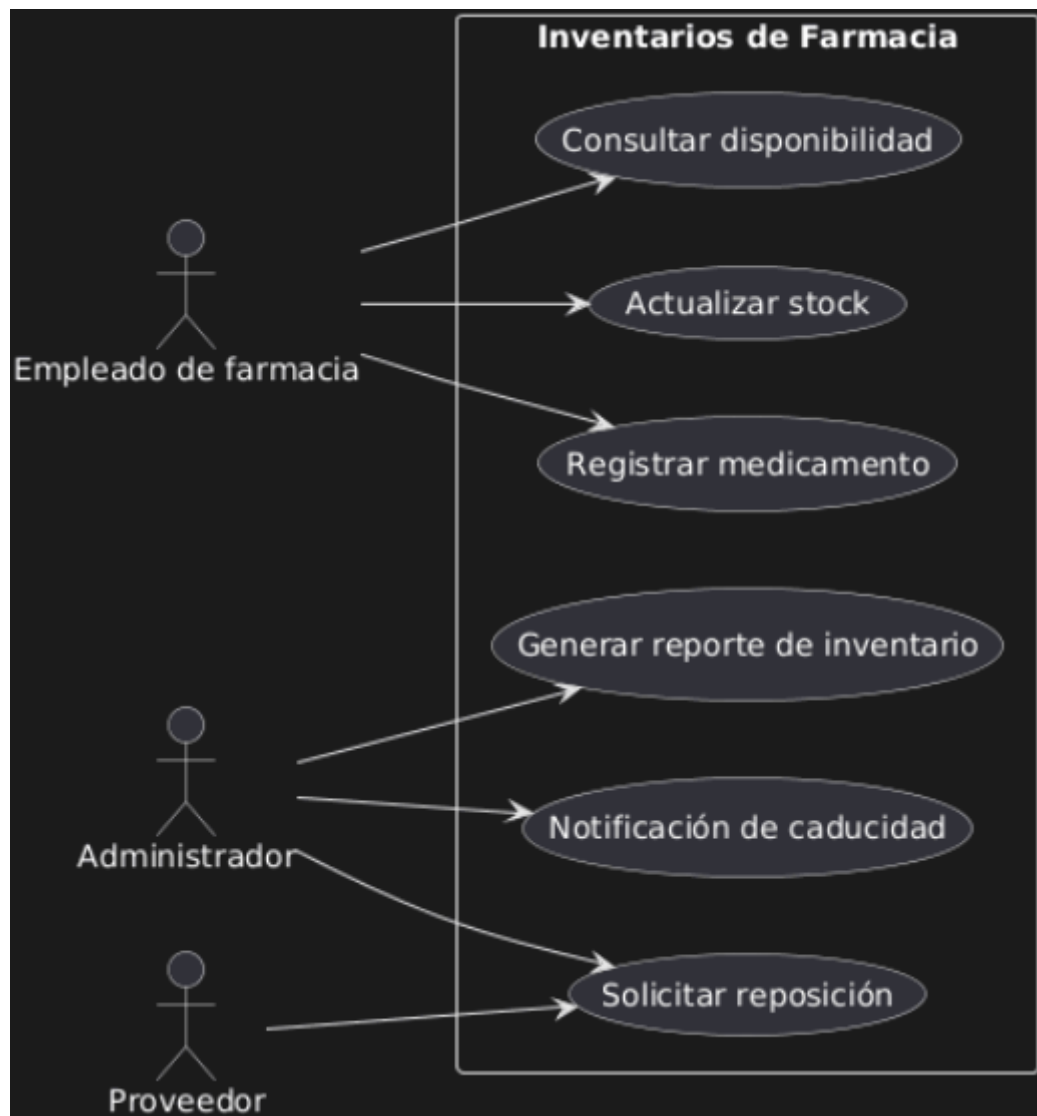 Inventarios de Farmacia
Consultar disponibilidad
Actualizar stock
Empleado de farmacia
Registrar medicamento
Generar reporte de inventario
Notificación de caducidad
Administrador
Solicitar reposición
Proveedor